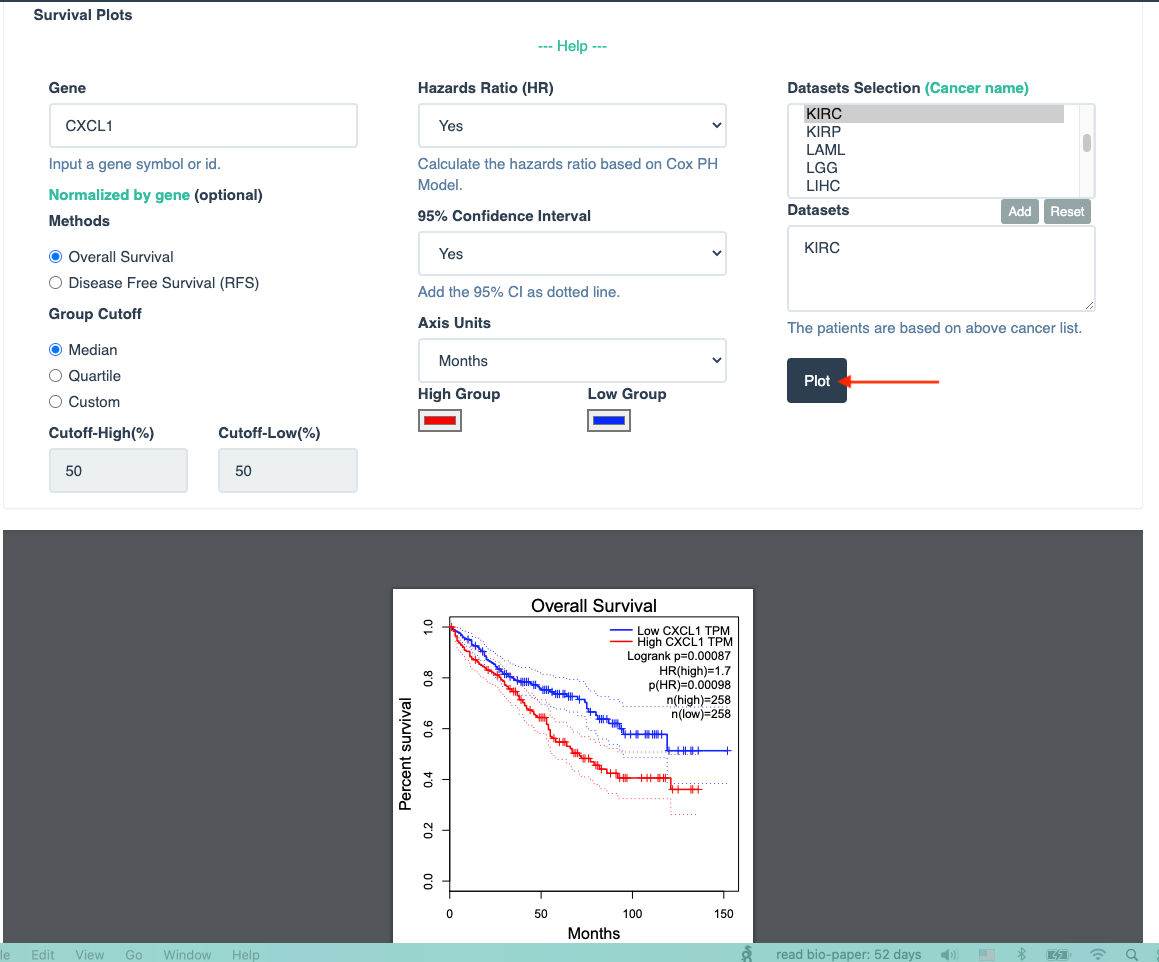 Survival Plots
--- Help ---
Gene
CXCL1
Input a gene symbol or id.
Normalized by gene (optional)
Methods
Overall Survival
Disease Free Survival (RFS)
Group Cutoff
Median
Quartile
Custom
Cutoff-High(%) Cutoff-Low(%)
50 50
Hazards Ratio (HR)
Yes
Calculate the hazards ratio based on Cox PH
Model.
95% Confidence Interval
Yes
Add the 95% CI as dotted line.
Axis Units
Months
High Group Low Group
Datasets Selection (Cancer name)
KIRC
KIRP
LAML
LGG
LIHC
Datasets Add Reset
KIRC
The patients are based on above cancer list.
Plot
Overall Survival
Low CXCL1 TPM
High CXCL1 TPM
Logrank p=0.00087
HR(high)=1.7
p(HR)=0.00098
n(high)=258
n(low)=258
Percent survival
1.0
0.8
0.6
0.4
0.2
0.0
0 50 100 150
Months
le Edit View Go Window Help read bio-paper: 52 days